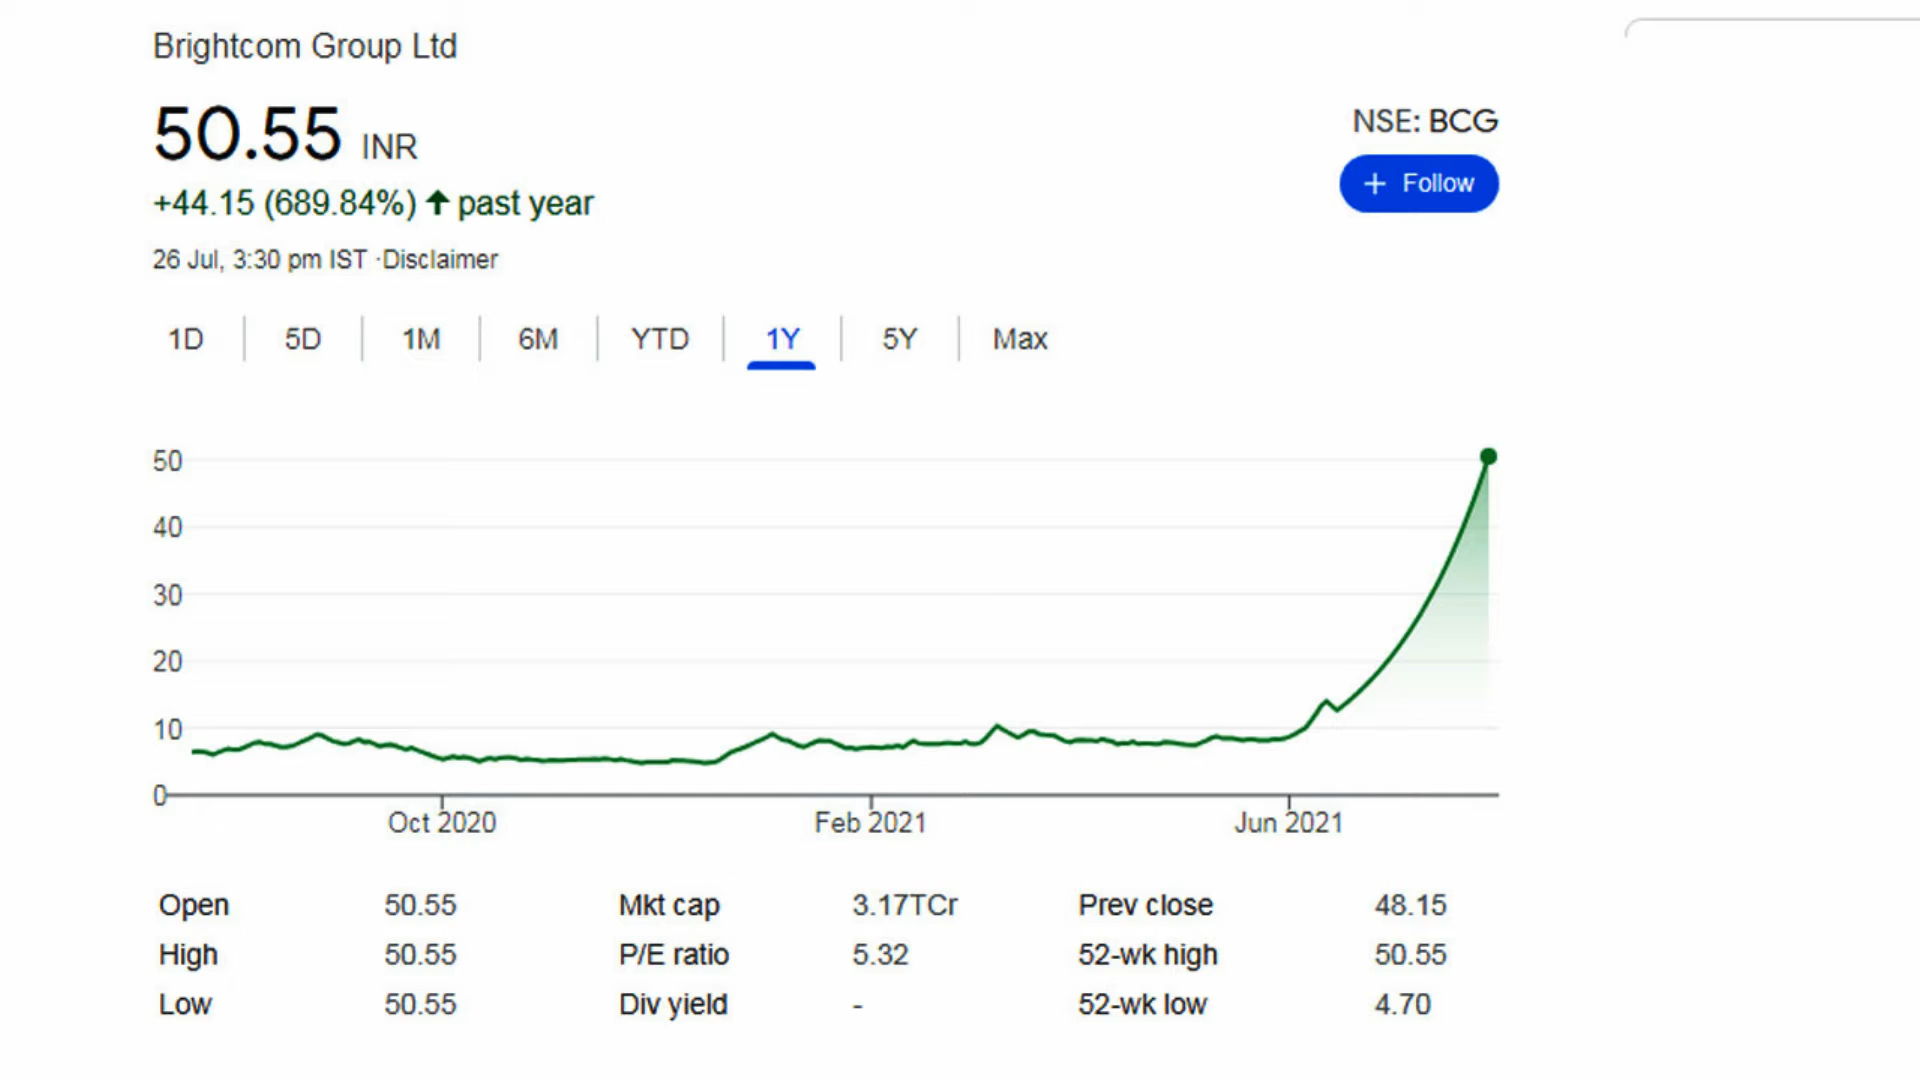 Brightcom Group Ltd
50.55 INR
NSE: BCG
+ Follow
+44.15 (689.84%) ↑ past year
26 Jul, 3:30 pm IST ·Disclaimer
1D 5D 1M 6M YTD 1Y 5Y Max
50
40
30
20
10
0
Oct 2020 Feb 2021 Jun 2021
Open 50.55 Mkt cap 3.17TCr Prev close 48.15
High 50.55 P/E ratio 5.32 52-wk high 50.55
Low 50.55 Div yield - 52-wk low 4.70